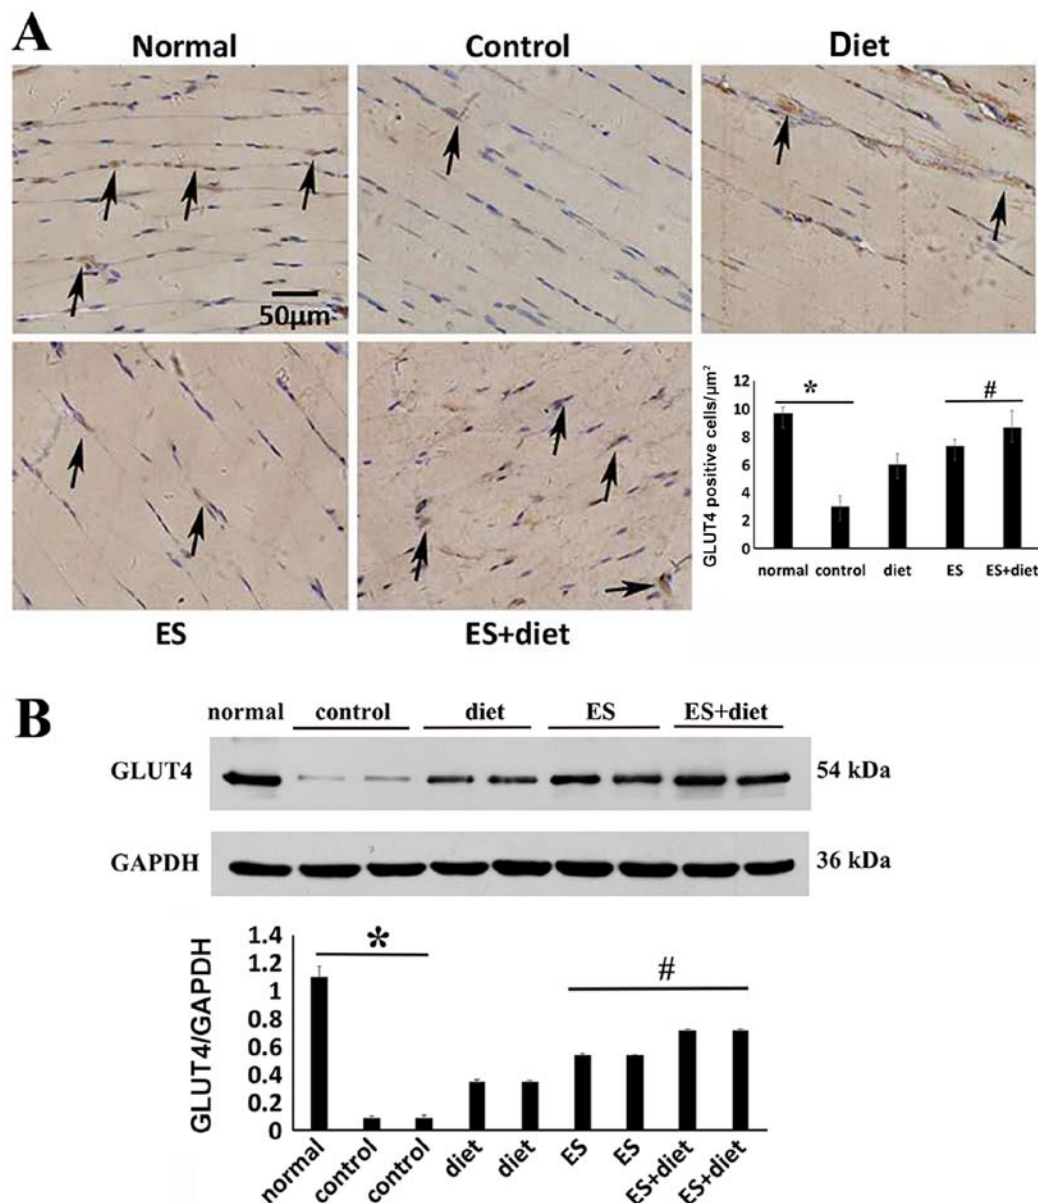 A
Normal
Control
Diet
50μm
ES
ES+diet
GLUT4 positive cells/μm²
12
10
8
6
4
2
0
*
#
normal control diet ES ES+diet
B
normal control diet ES ES+diet
GLUT4
54 kDa
GAPDH
36 kDa
GLUT4/GAPDH
1.4
1.2
1
0.8
0.6
0.4
0.2
0
*
#
normal
control
control
diet
diet
ES
ES
ES+diet
ES+diet